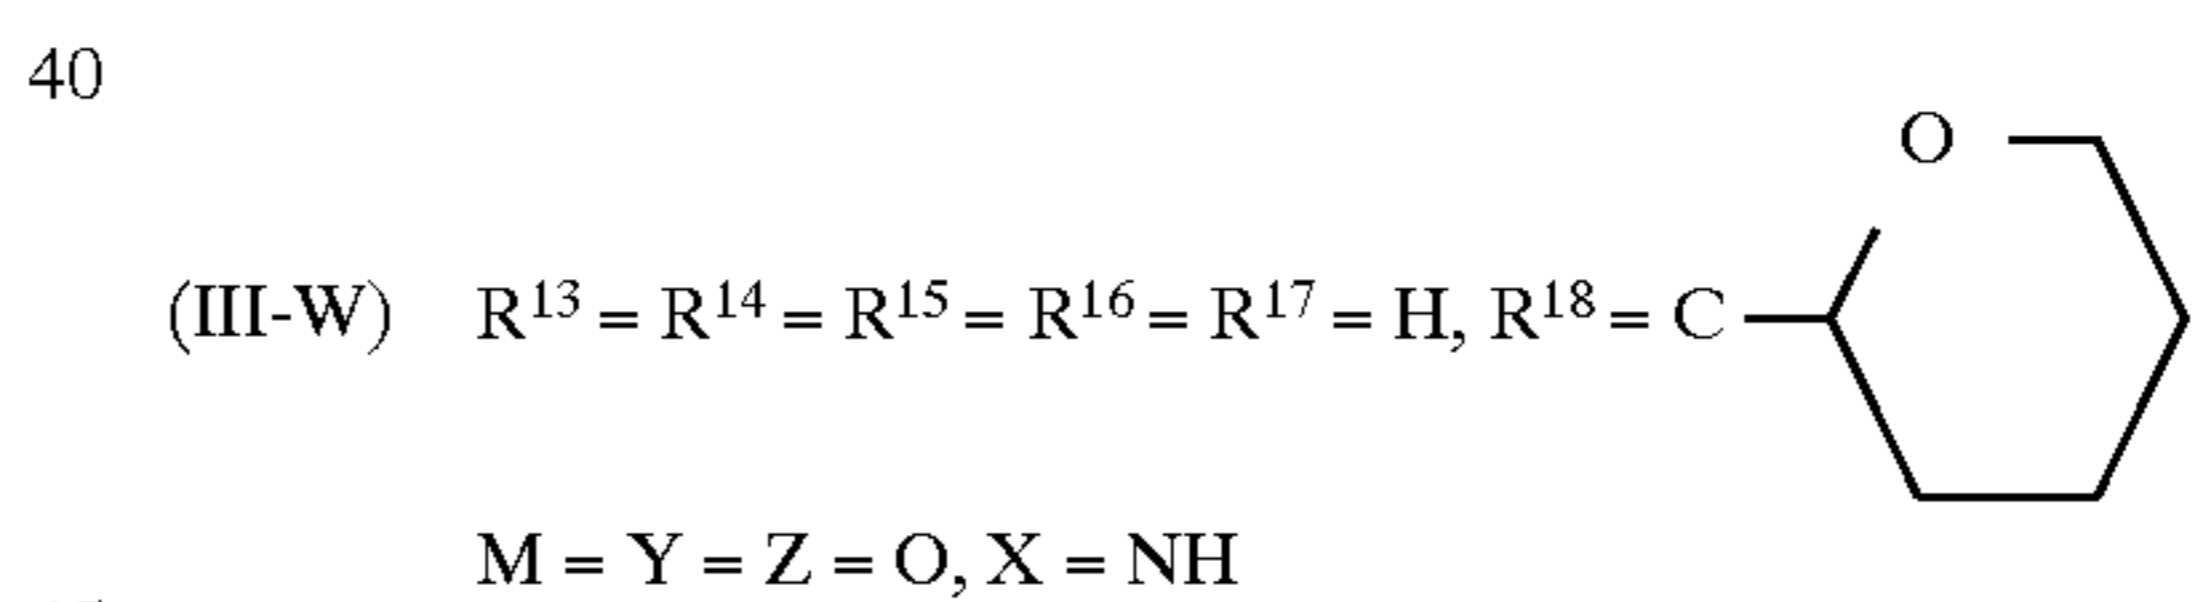 40
O
(III-W) R¹³ = R¹⁴ = R¹⁵ = R¹⁶ = R¹⁷ = H, R¹⁸ = C
M = Y = Z = O, X = NH